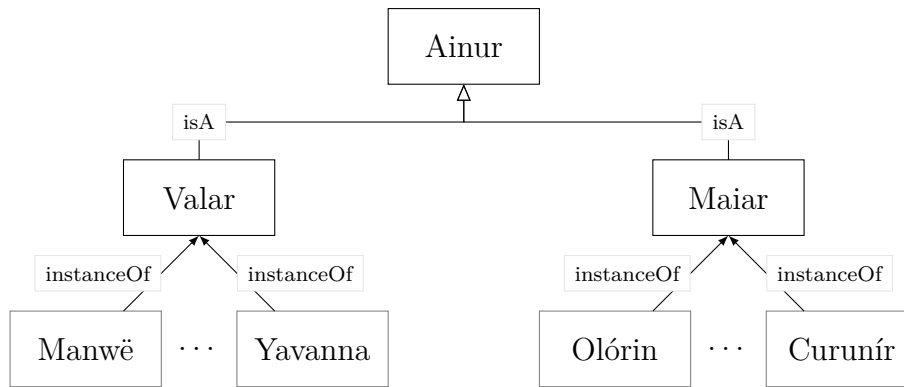 Ainur
isA isA
Valar Maiar
instanceOf instanceOf instanceOf instanceOf
Manwë ··· Yavanna Olórin ··· Curunír